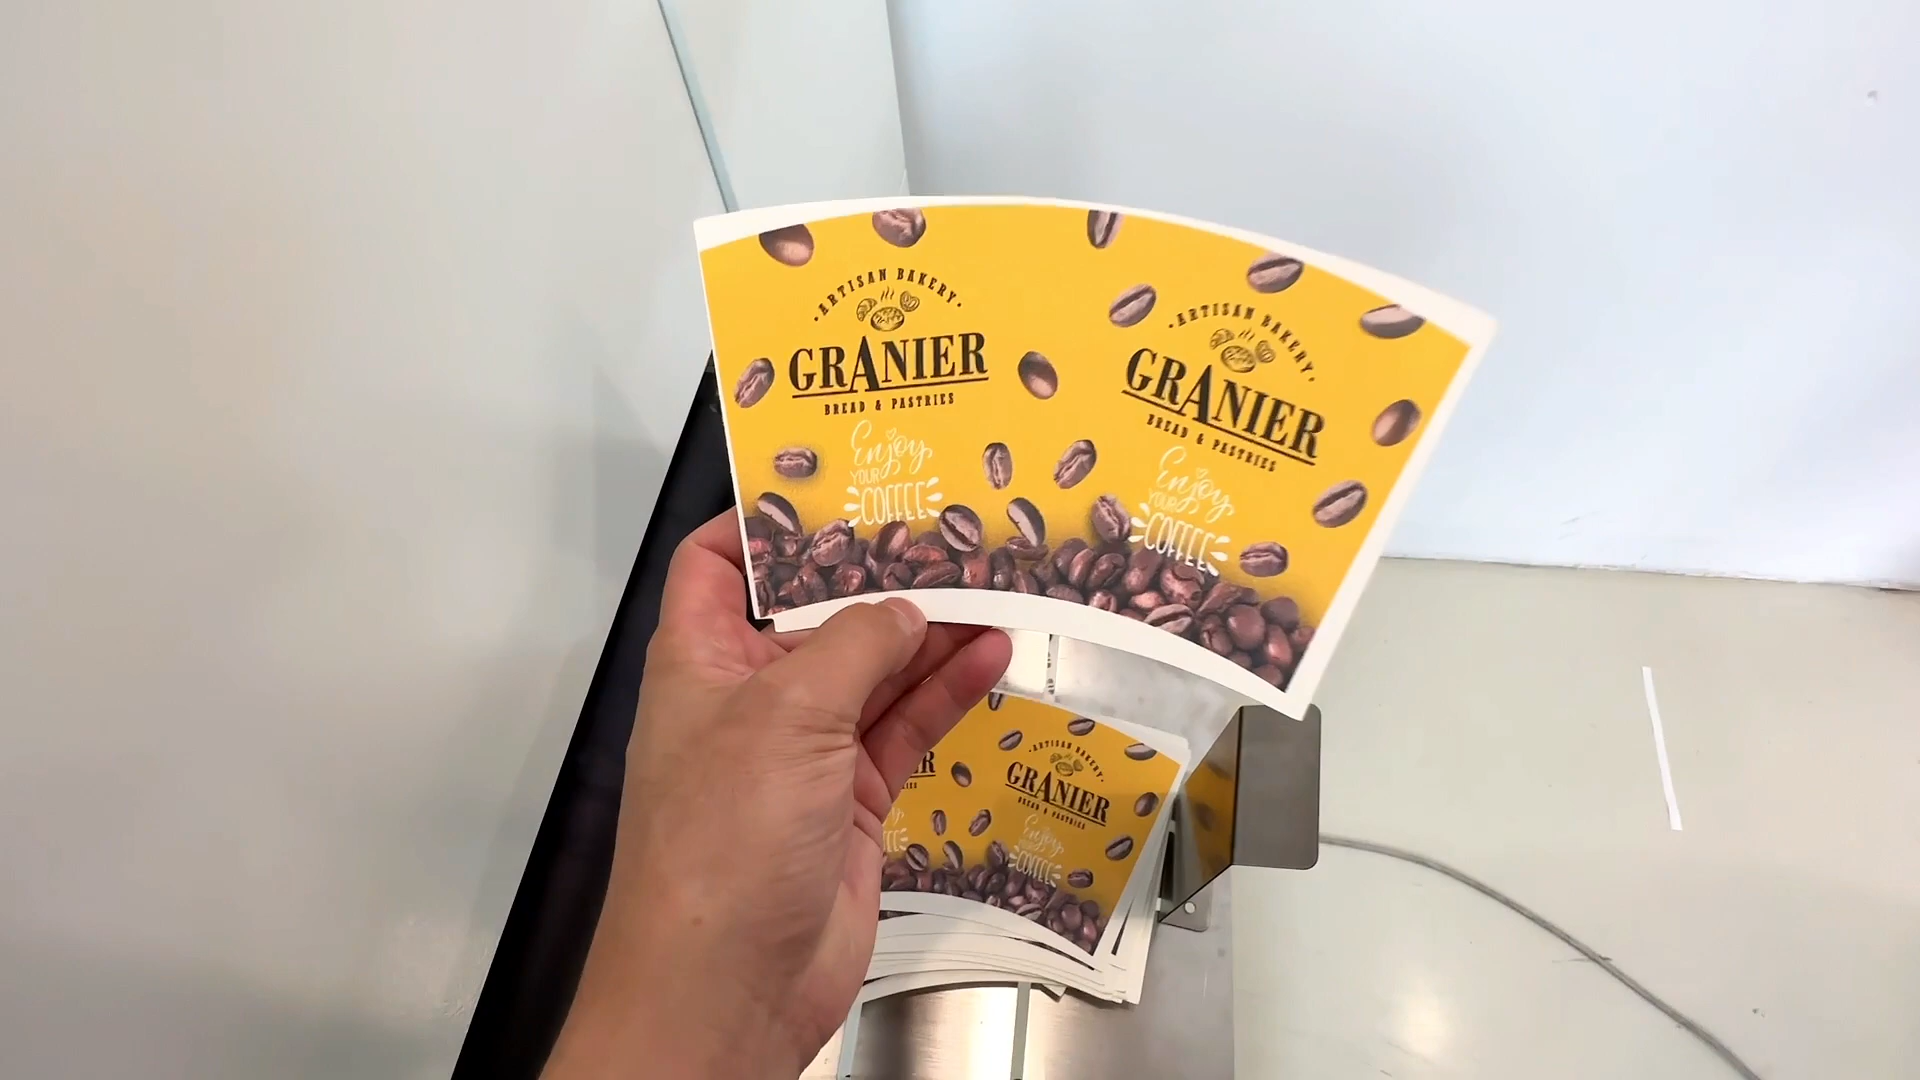 ·ARTISAN BAKERY·
GRANIER
BREAD & PASTRIES
Enjoy
YOUR
COFFEE
·ARTISAN BAKERY·
GRANIER
BREAD & PASTRIES
Enjoy
YOUR
COFFEE
·ARTISAN BAKERY·
GRANIER
BREAD & PASTRIES
Enjoy
YOUR
COFFEE